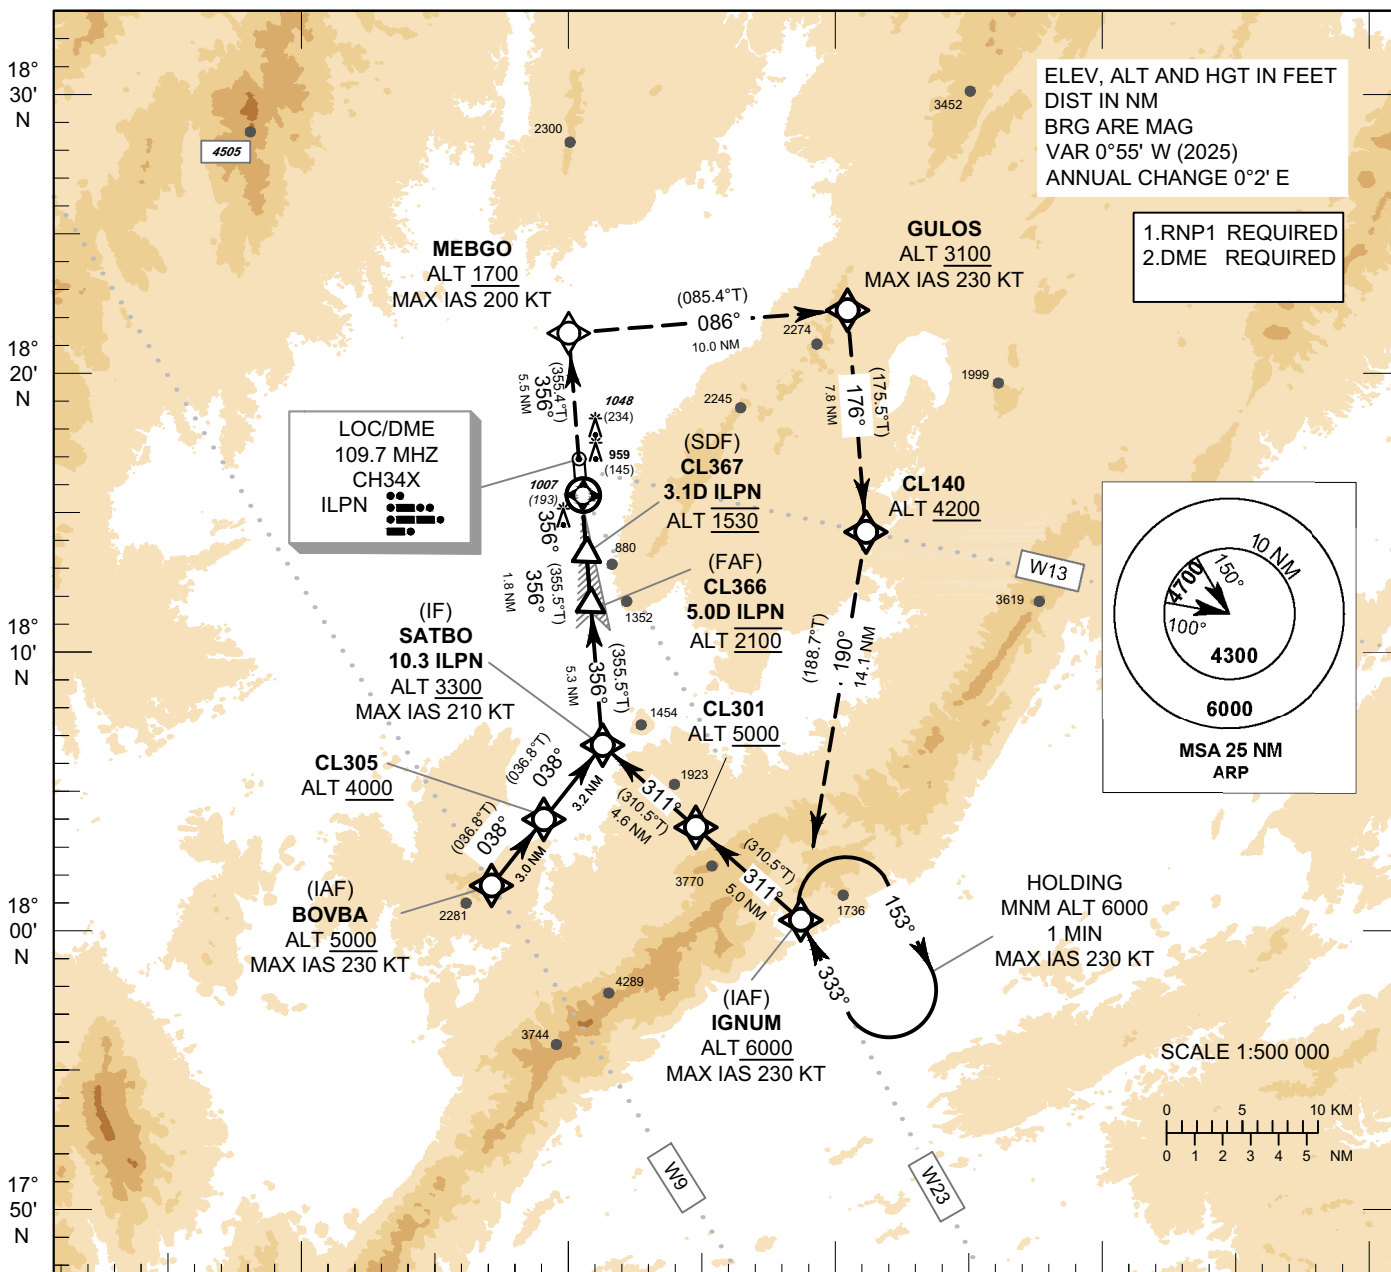 18°
30'
N
18°
20'
N
18°
10'
N
18°
00'
N
17°
50'
N
ELEV, ALT AND HGT IN FEET
DIST IN NM
BRG ARE MAG
VAR 0°55' W (2025)
ANNUAL CHANGE 0°2' E
1.RNP1 REQUIRED
2.DME REQUIRED
4505
2300
3452
MEBGO
ALT 1700
MAX IAS 200 KT
GULOS
ALT 3100
MAX IAS 230 KT
(085.4°T)
086°
10.0 NM
2274
2245
1999
(355.4°T)
356°
5.5 NM
1048
(234)
959
(145)
1007
(193)
(175.5°T)
176°
7.8 NM
LOC/DME
109.7 MHZ
CH34X
ILPN
(SDF)
CL367
3.1D ILPN
ALT 1530
CL140
ALT 4200
356°
880
(FAF)
CL366
5.0D ILPN
ALT 2100
(355.5°T)
356°
1.8 NM
1352
W13
3619
10 NM
4700
150°
100°
4300
6000
MSA 25 NM
ARP
(IF)
SATBO
10.3 ILPN
ALT 3300
MAX IAS 210 KT
(355.5°T)
356°
5.3 NM
(188.7°T)
190°
14.1 NM
1454
CL301
ALT 5000
CL305
ALT 4000
(036.8°T)
038°
3.2 NM
1923
311°
(310.5°T)
4.6 NM
(036.8°T)
038°
3.0 NM
(310.5°T)
311°
5.0 NM
3770
(IAF)
BOVBA
ALT 5000
MAX IAS 230 KT
2281
1736
153°
333°
HOLDING
MNM ALT 6000
1 MIN
MAX IAS 230 KT
4289
3744
(IAF)
IGNUM
ALT 6000
MAX IAS 230 KT
W9
W23
SCALE 1:500 000
0 5 10 KM
0 1 2 3 4 5 NM